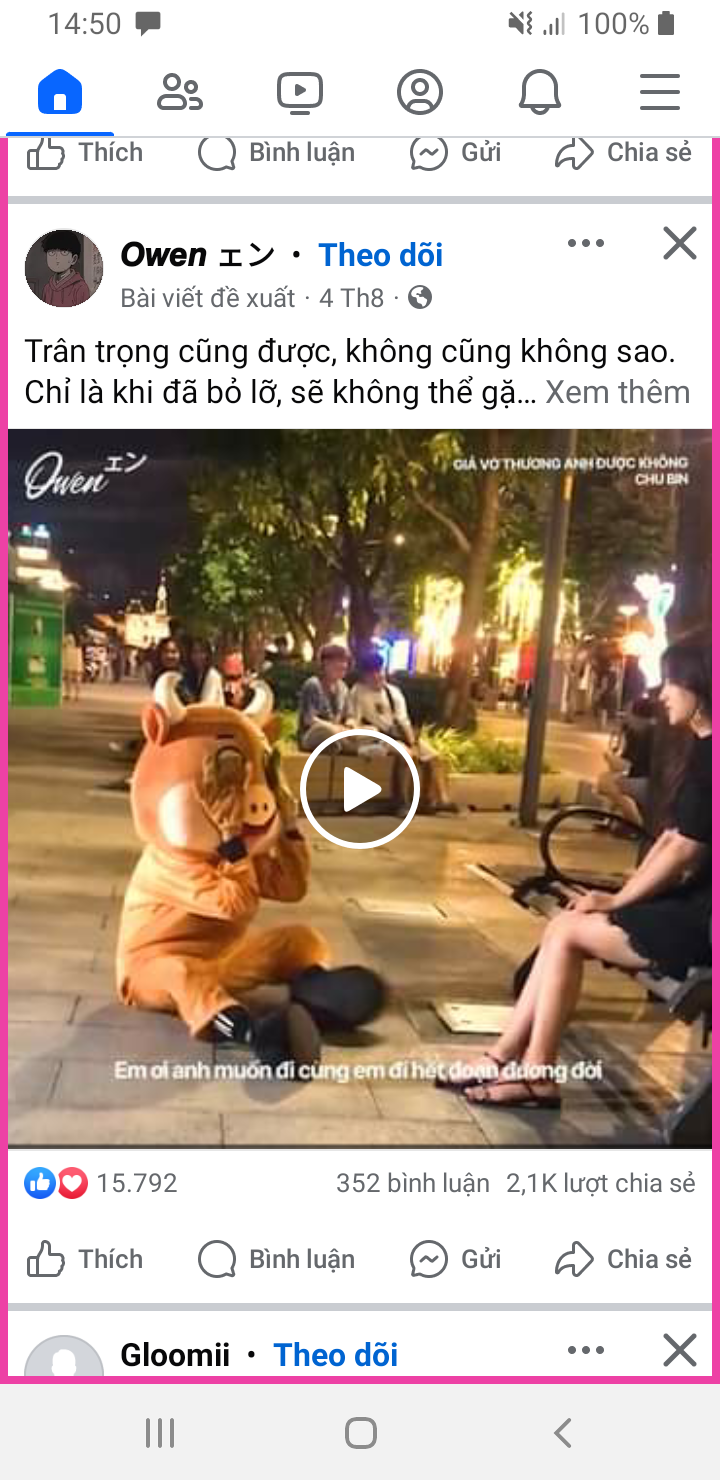 14:50
100%
Thích
Bình luận
Gửi
Chia sẻ
Owen ェン • Theo dõi
Bài viết đề xuất · 4 Th8 ·
Trân trọng cũng được, không cũng không sao.
Chỉ là khi đã bỏ lỡ, sẽ không thể gặ... Xem thêm
Owen ェン
GIẢ VỜ THƯƠNG ANH ĐƯỢC KHÔNG
CHU BIN
Em ơi anh muốn đi cùng em đi hết đoạn đường đời
15.792
352 bình luận
2,1K lượt chia sẻ
Thích
Bình luận
Gửi
Chia sẻ
Gloomii • Theo dõi